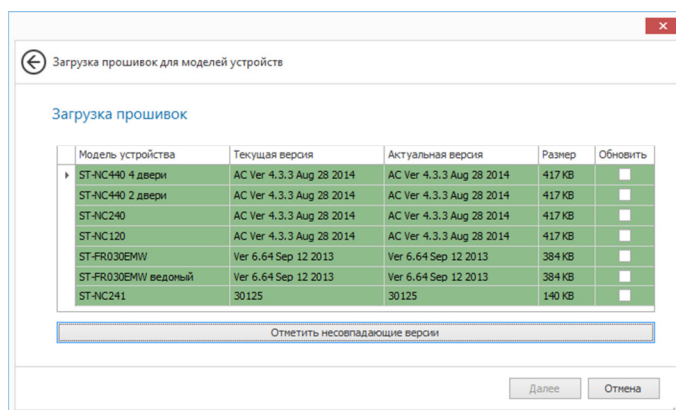 Загрузка прошивок для моделей устройств
Загрузка прошивок
Модель устройства Текущая версия Актуальная версия Размер Обновить
ST-NC440 4 двери AC Ver 4.3.3 Aug 28 2014 AC Ver 4.3.3 Aug 28 2014 417 KB
ST-NC440 2 двери AC Ver 4.3.3 Aug 28 2014 AC Ver 4.3.3 Aug 28 2014 417 KB
ST-NC240 AC Ver 4.3.3 Aug 28 2014 AC Ver 4.3.3 Aug 28 2014 417 KB
ST-NC120 AC Ver 4.3.3 Aug 28 2014 AC Ver 4.3.3 Aug 28 2014 417 KB
ST-FR030EMW Ver 6.64 Sep 12 2013 Ver 6.64 Sep 12 2013 384 KB
ST-FR030EMW ведомый Ver 6.64 Sep 12 2013 Ver 6.64 Sep 12 2013 384 KB
ST-NC241 30125 30125 140 KB
Отметить несовпадающие версии
Далее Отмена